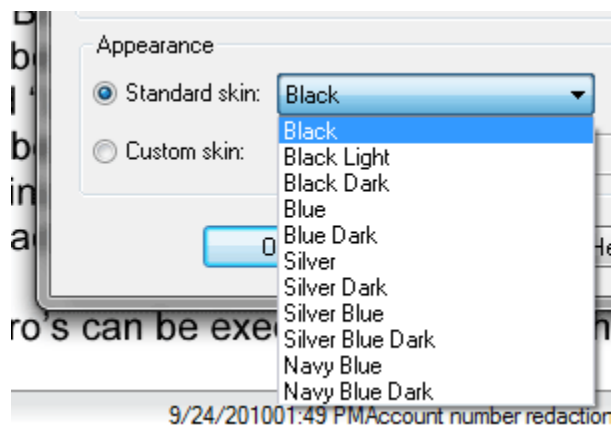 Appearance
Standard skin: Black
Black
Custom skin: Black Light
Black Dark
Blue
Blue Dark
Silver
Silver Dark
Silver Blue
ro's can be exe
Silver Blue Dark
Navy Blue
Navy Blue Dark
9/24/201001:49 PMAccount number redaction